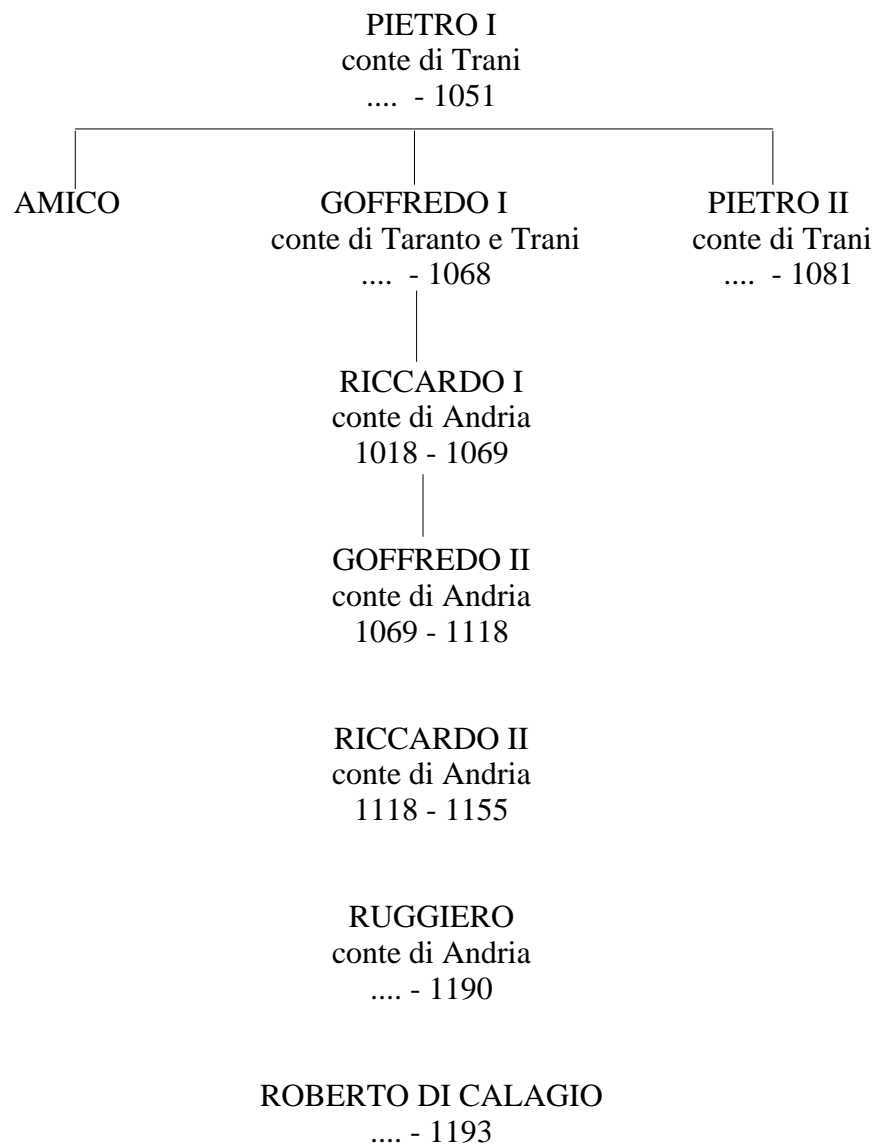 PIETRO I
conte di Trani
.... - 1051
AMICO
GOFFREDO I
conte di Taranto e Trani
.... - 1068
PIETRO II
conte di Trani
.... - 1081
RICCARDO I
conte di Andria
1018 - 1069
GOFFREDO II
conte di Andria
1069 - 1118
RICCARDO II
conte di Andria
1118 - 1155
RUGGIERO
conte di Andria
.... - 1190
ROBERTO DI CALAGIO
.... - 1193